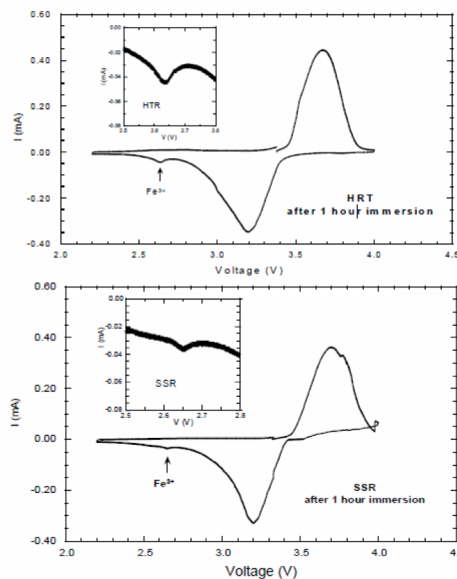 0.60
0.40
0.20
0.00
-0.20
-0.40
I (mA)
0.00
-0.02
-0.04
-0.06
-0.08
I (mA)
HTR
2.5 2.6 2.7 2.8 2.8
V (V)
Fe³⁺
HRT
after 1 hour immersion
2.0 2.5 3.0 3.5 4.0 4.5
Voltage (V)
0.60
0.40
0.20
0.00
-0.20
-0.40
I (mA)
0.00
-0.02
-0.04
-0.06
-0.08
I (mA)
SSR
2.5 2.6 2.7 2.8
V (V)
Fe³⁺
SSR
after 1 hour immersion
2.0 2.5 3.0 3.5 4.0 4.5
Voltage (V)